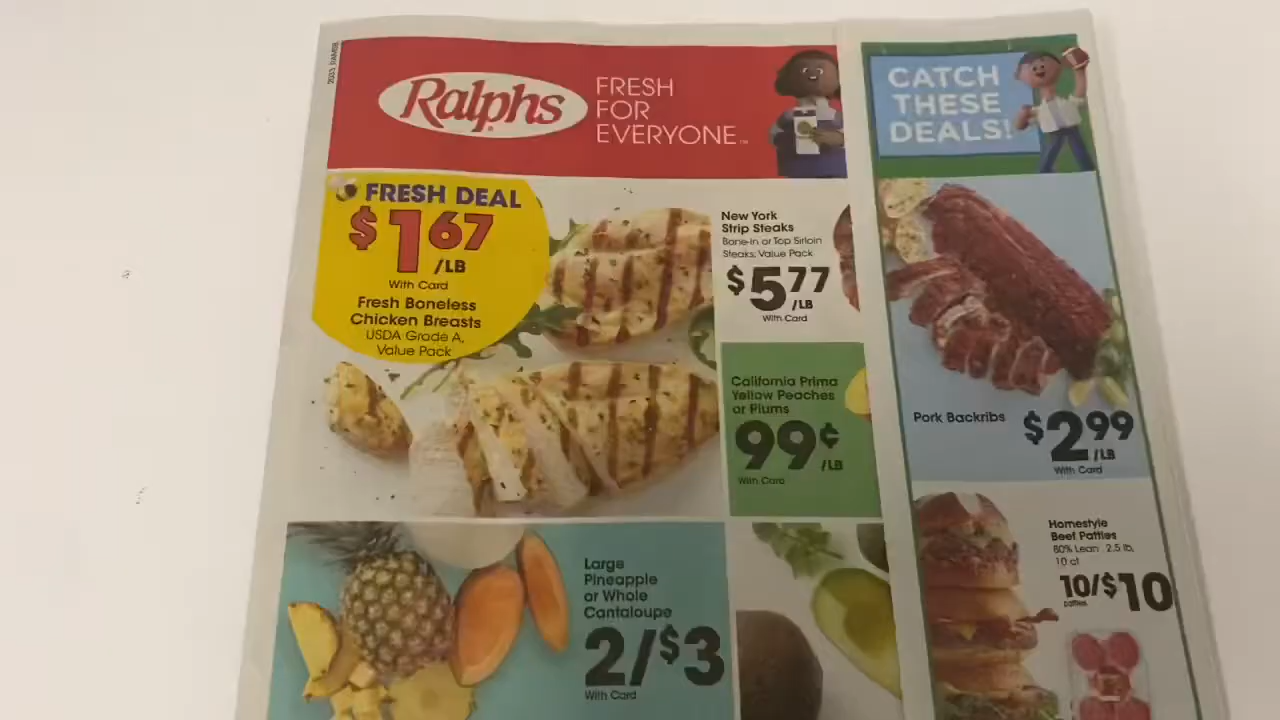 Ralphs
FRESH
FOR
EVERYONE™
FRESH DEAL
$1 67
/LB
With Card
Fresh Boneless
Chicken Breasts
USDA Grade A,
Value Pack
New York
Strip Steaks
Bone-In or Top Sirloin
Steaks, Value Pack
$5 77
/LB
With Card
California Prima
Yellow Peaches
or Plums
99¢
/LB
With Card
Large
Pineapple
or Whole
Cantaloupe
2/$3
With Card
CATCH
THESE
DEALS!
Pork Backribs
$2 99
/LB
With Card
Homestyle
Beef Patties
80% Lean, 2.5 lb,
10 ct
10/$10
patties